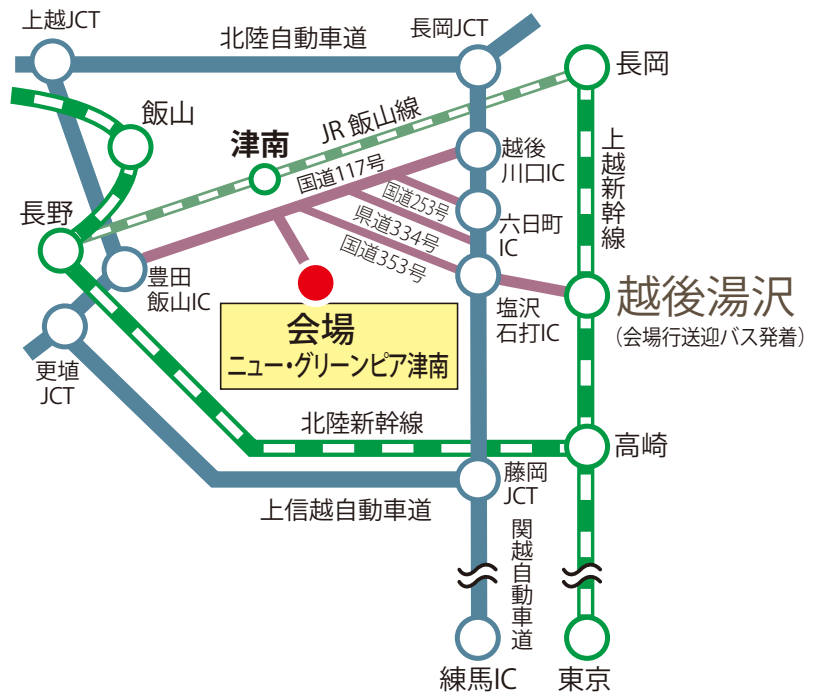 上越JCT
北陸自動車道
長岡JCT
長岡
飯山
JR 飯山線
津南
国道117号
越後
川口IC
上越新幹線
国道253号
六日町
IC
県道334号
国道353号
長野
豊田
飯山IC
塩沢
石打IC
越後湯沢
(会場行送迎バス発着)
会場
ニュー・グリーンピア津南
更埴
JCT
北陸新幹線
高崎
藤岡
JCT
上信越自動車道
関越自動車道
練馬IC
東京